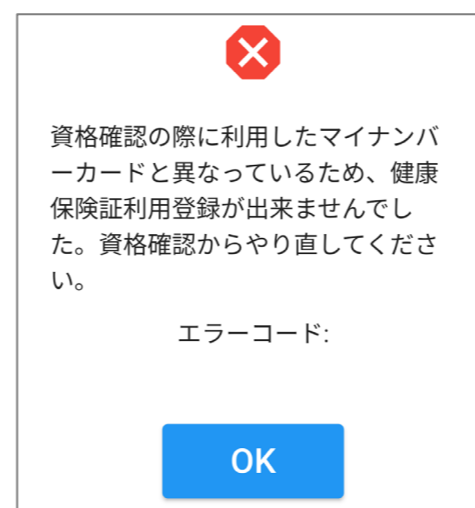 資格確認の際に利用したマイナンバ
ーカードと異なっているため、健康
保険証利用登録が出来ませんでし
た。資格確認からやり直してくださ
い。
エラーコード:
OK